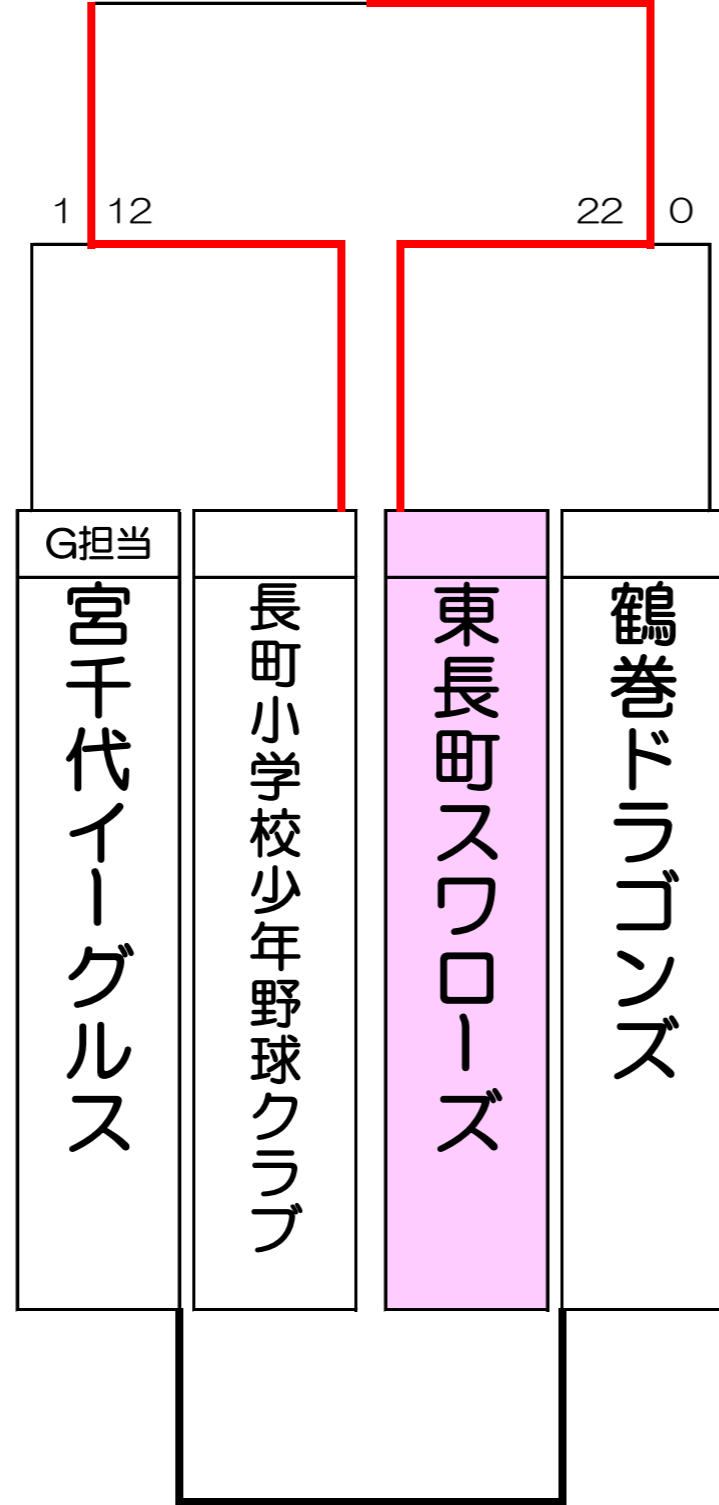 1 12 22 0
G担当
宮千代イーグルス
長町小学校少年野球クラブ
東長町スワローズ
鶴巻ドラゴンズ